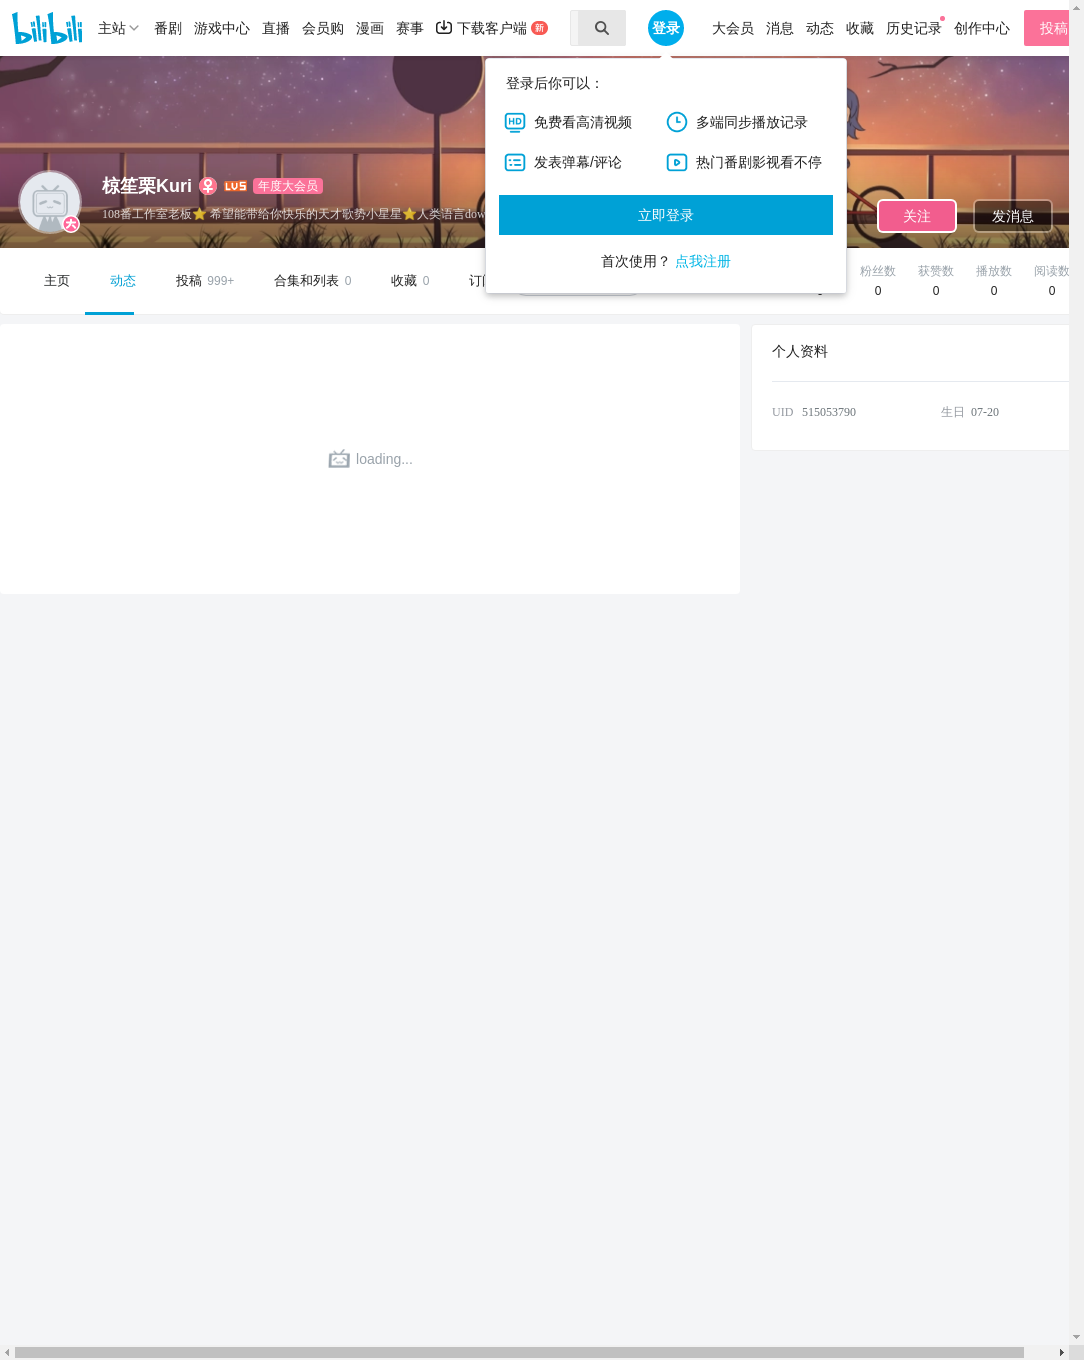 bilibili 主站 番剧 游戏中心 直播 会员购 漫画 赛事 下载客户端 新 登录 大会员 消息 动态 收藏 历史记录 创作中心 投稿
登录后你可以：
HD 免费看高清视频 多端同步播放记录
发表弹幕/评论 热门番剧影视看不停
立即登录
首次使用？ 点我注册
椋笙栗Kuri LV5 年度大会员
大
108番工作室老板⭐ 希望能带给你快乐的天才歌势小星星⭐人类语言dow
关注 发消息
主页 动态 投稿 999+ 合集和列表 0 收藏 0
粉丝数 获赞数 播放数 阅读数
0 0 0 0
loading...
个人资料
UID 515053790 生日 07-20